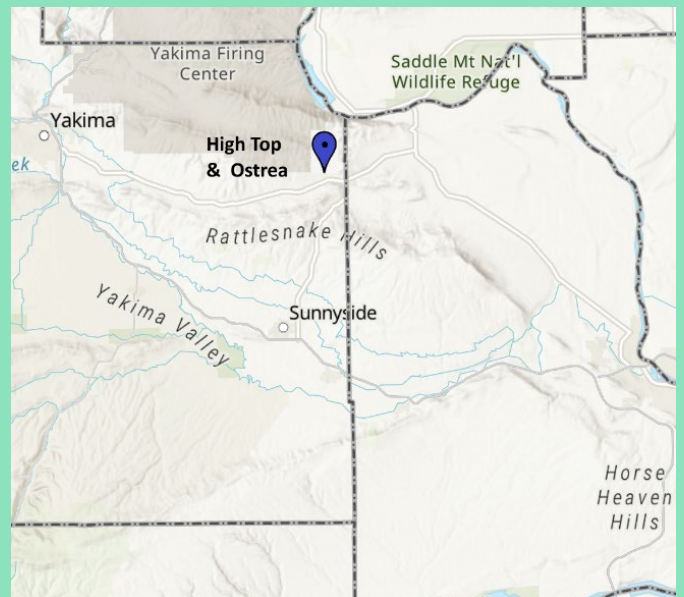 Yakima Firing
Center
Saddle Mt Nat'l
Wildlife Refuge
Yakima
High Top
& Ostrea
ek
Rattlesnake Hills
Sunnyside
Yakima Valley
Horse
Heaven
Hills